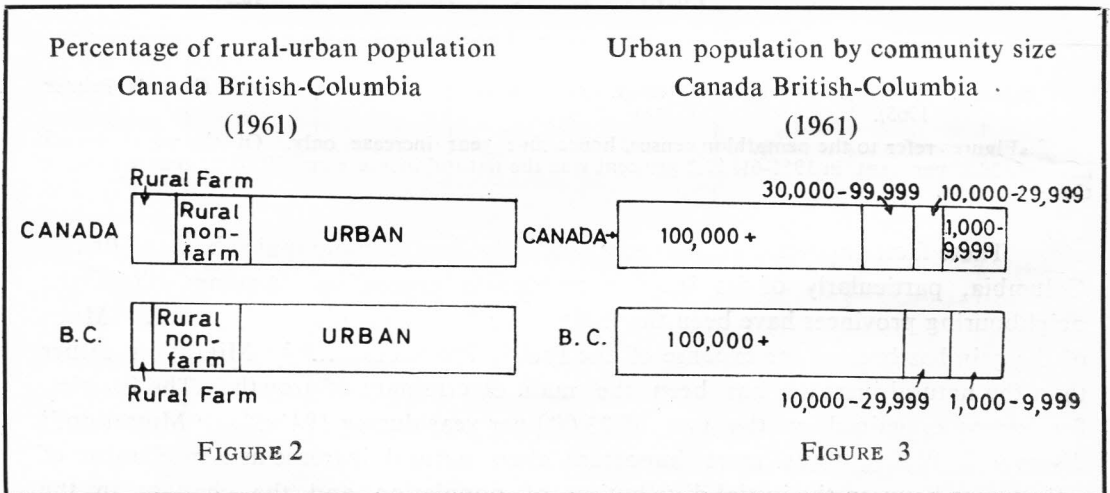 Percentage of rural-urban population
Canada British-Columbia
(1961)
Rural Farm
CANADA
Rural
non-
farm
URBAN
B.C.
Rural
non-
farm
URBAN
Rural Farm
FIGURE 2
Urban population by community size
Canada British-Columbia
(1961)
30,000-99,999 10,000-29,999
CANADA
100,000+
1,000-
9,999
B.C.
100,000+
10,000-29,999 1,000-9,999
FIGURE 3